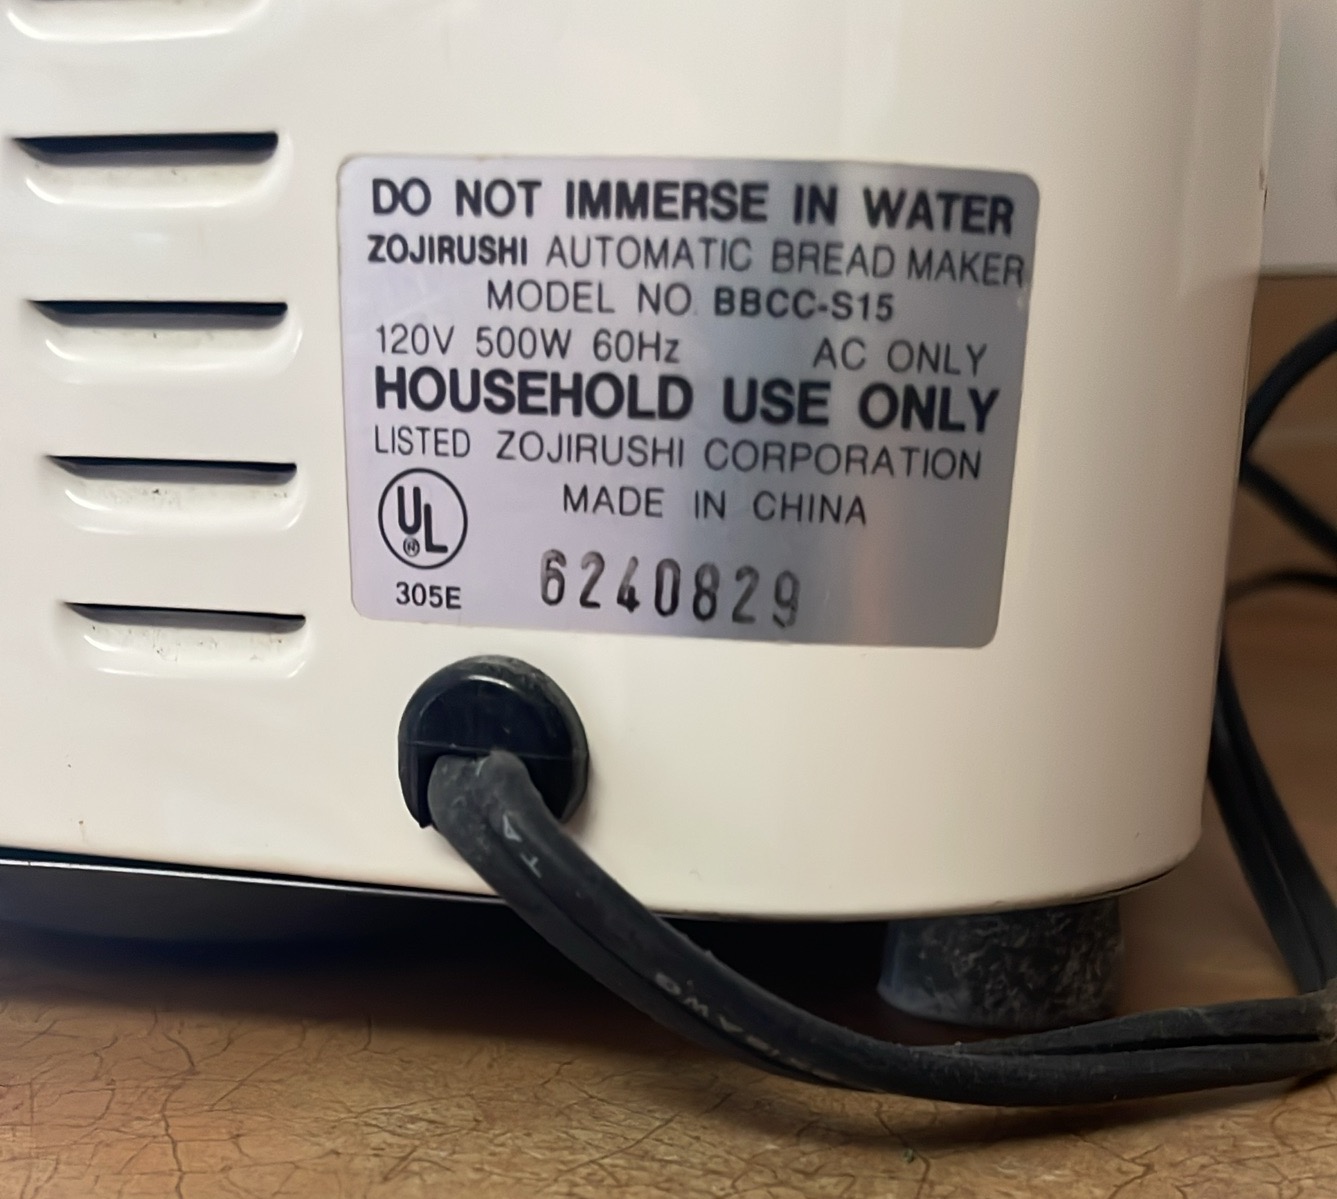 DO NOT IMMERSE IN WATER
ZOJIRUSHI AUTOMATIC BREAD MAKER
MODEL NO. BBCC-S15
120V 500W 60Hz AC ONLY
HOUSEHOLD USE ONLY
LISTED ZOJIRUSHI CORPORATION
UL ® MADE IN CHINA
305E 6240829